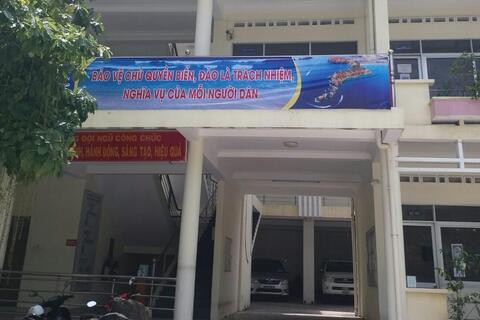 BẢO VỆ CHỦ QUYỀN BIỂN, ĐẢO LÀ TRÁCH NHIỆM,
NGHĨA VỤ CỦA MỖI NGƯỜI DÂN
ĐỘI NGŨ CÔNG CHỨC
HÀNH ĐỘNG, SÁNG TẠO, HIỆU QUẢ